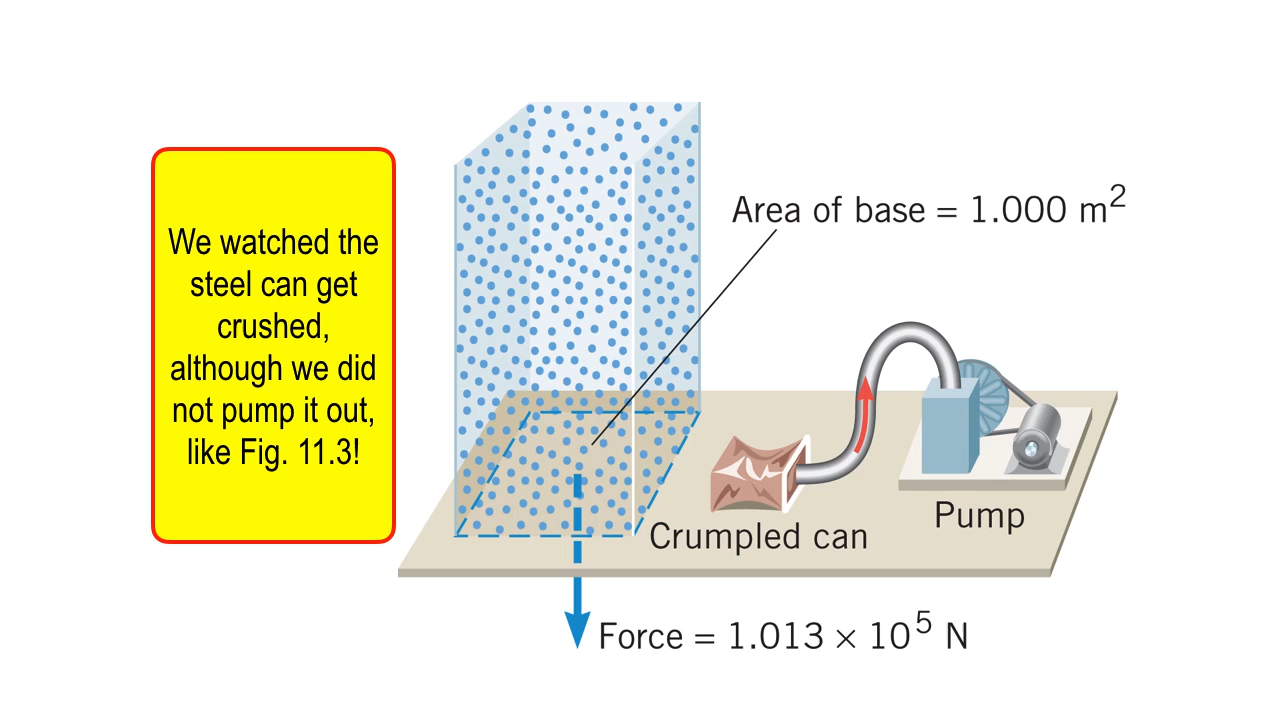 We watched the
steel can get
crushed,
although we did
not pump it out,
like Fig. 11.3!
Area of base = 1.000 m²
Crumpled can
Pump
Force = 1.013 × 10⁵ N